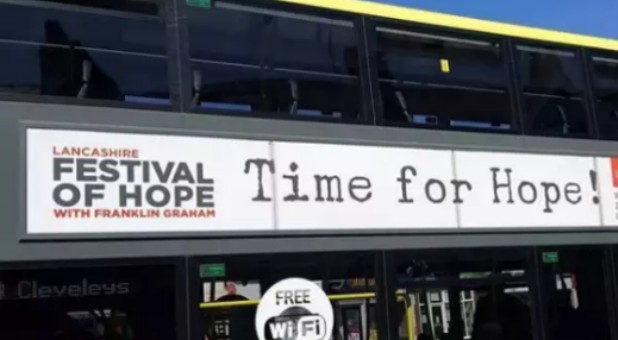 LANCASHIRE
FESTIVAL
OF HOPE
WITH FRANKLIN GRAHAM
Time for Hope!
Cleveleys
FREE
WiFi